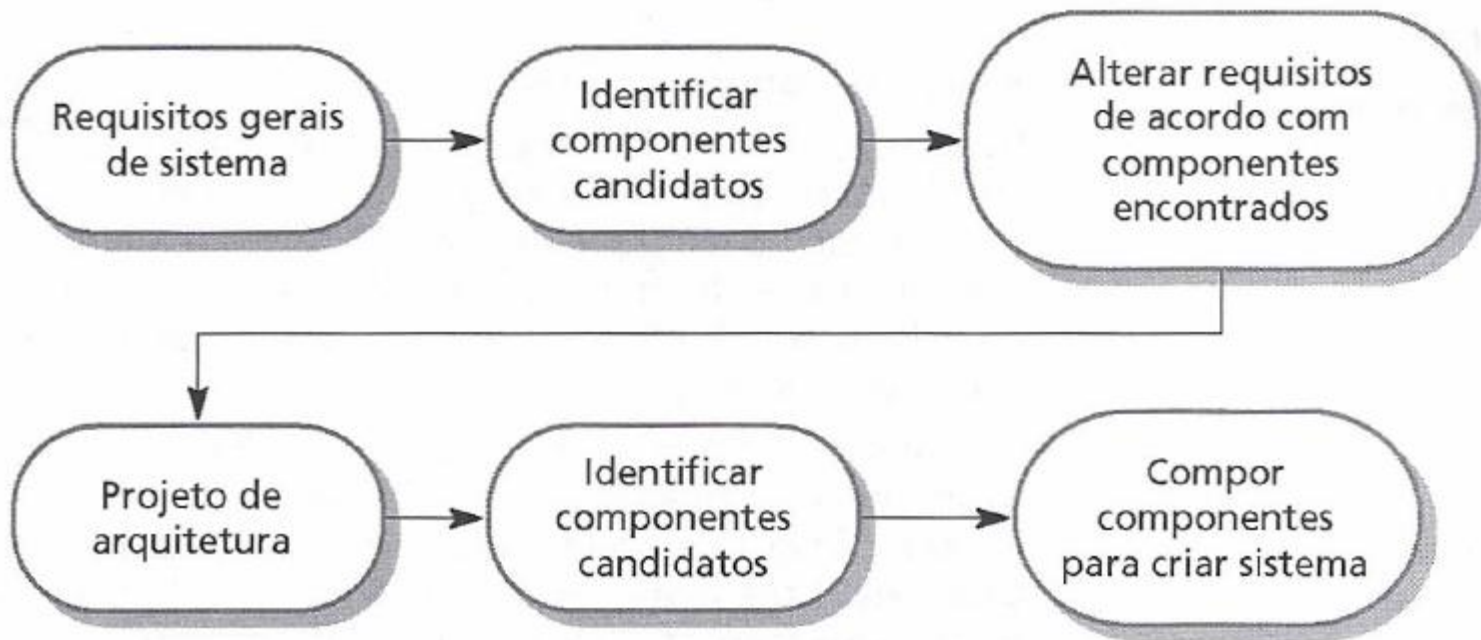 Requisitos gerais
de sistema
Identificar
componentes
candidatos
Alterar requisitos
de acordo com
componentes
encontrados
Projeto de
arquitetura
Identificar
componentes
candidatos
Compor
componentes
para criar sistema